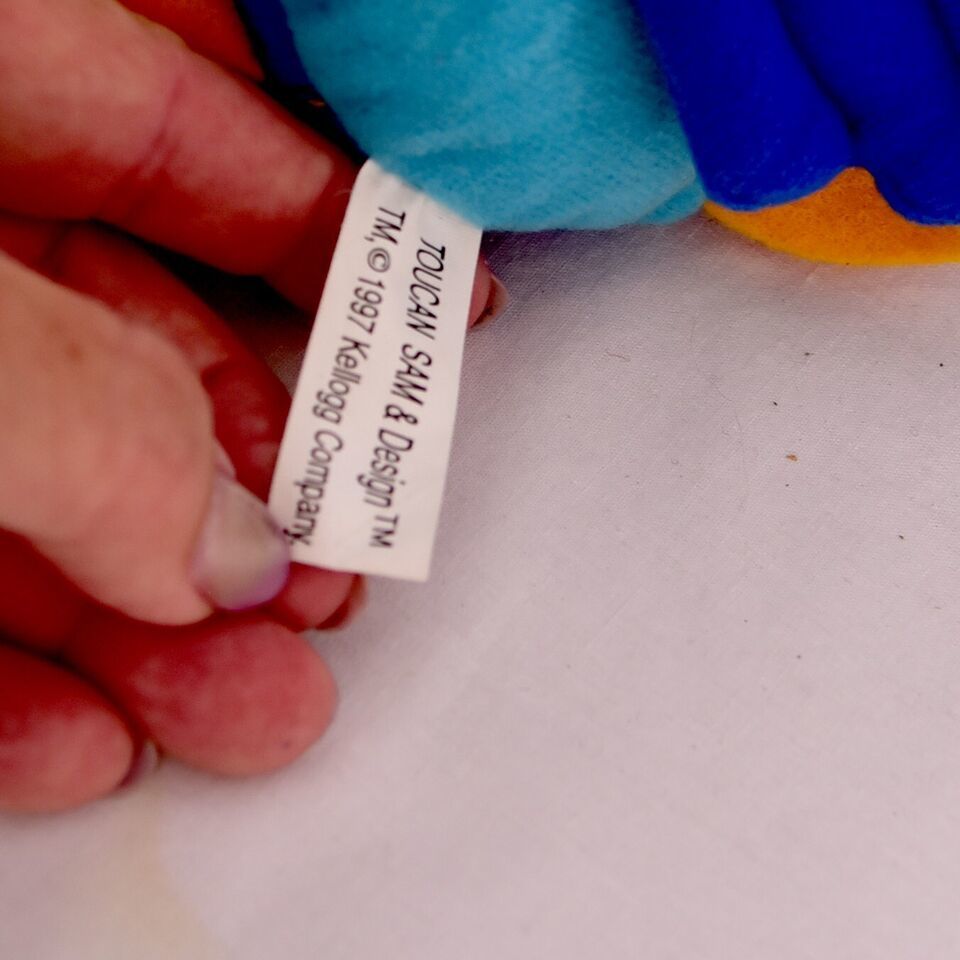 TOUCAN SAM & Design TM
TM, © 1997 Kellogg Company.